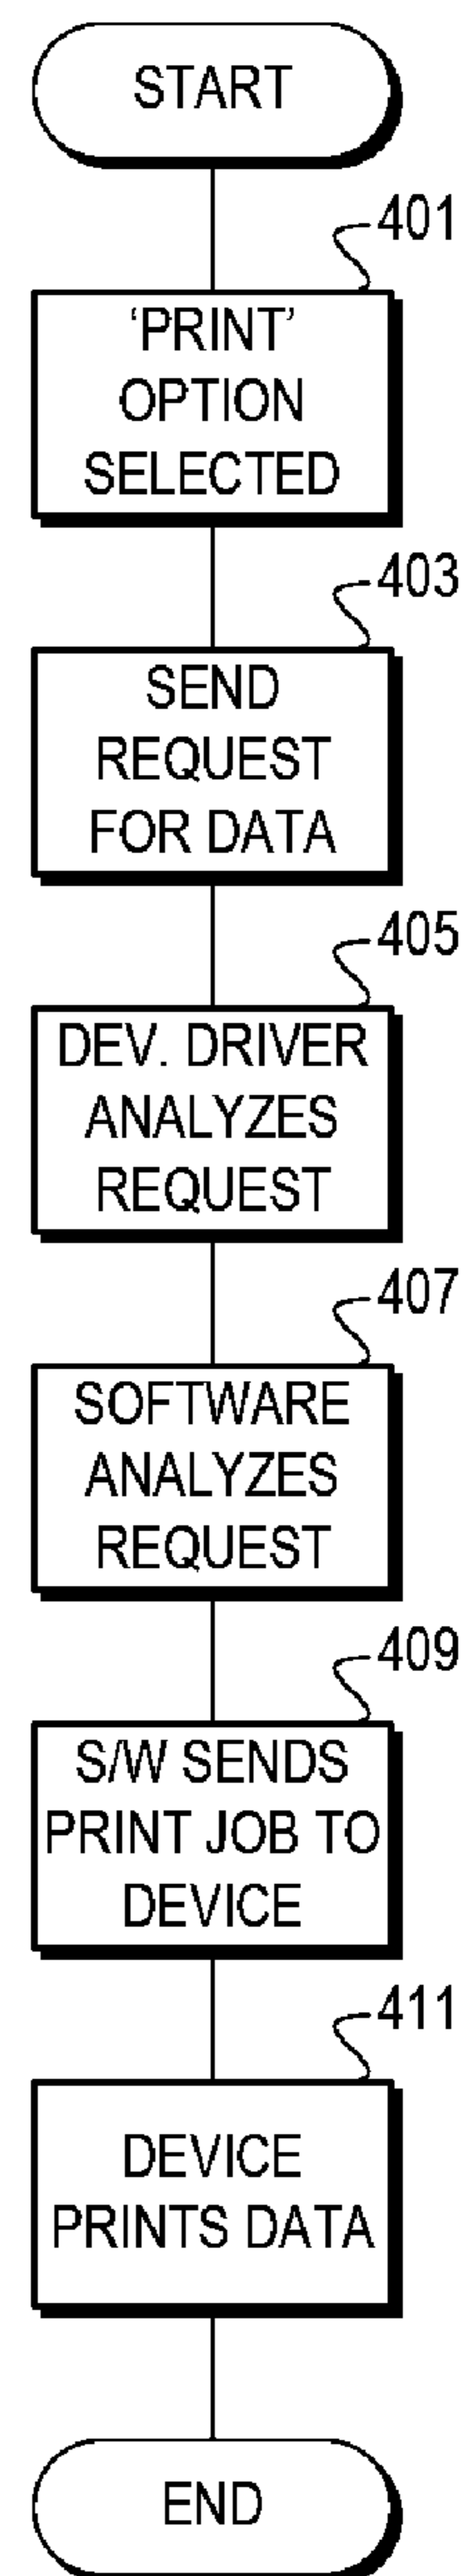 START
401
‘PRINT’
OPTION
SELECTED
403
SEND
REQUEST
FOR DATA
405
DEV. DRIVER
ANALYZES
REQUEST
407
SOFTWARE
ANALYZES
REQUEST
409
S/W SENDS
PRINT JOB TO
DEVICE
411
DEVICE
PRINTS DATA
END